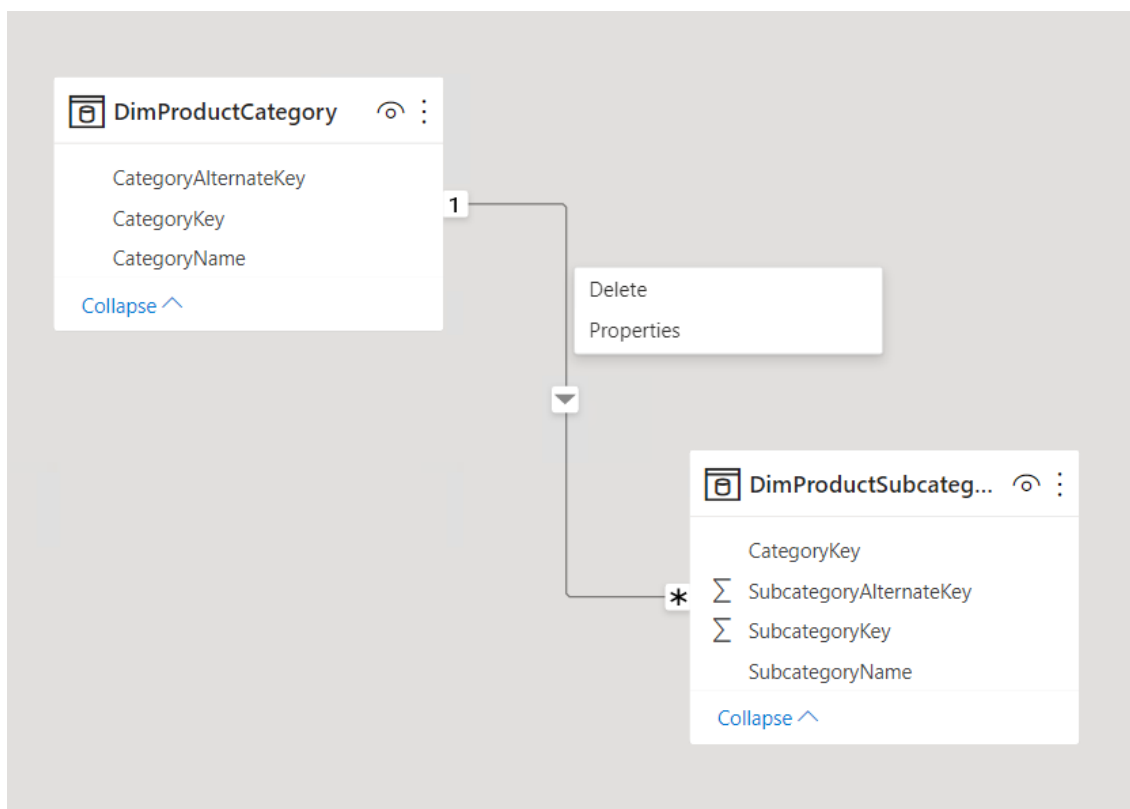 DimProductCategory
CategoryAlternateKey
CategoryKey
CategoryName
Collapse
1
Delete
Properties
DimProductSubcateg...
CategoryKey
*
SubcategoryAlternateKey
SubcategoryKey
SubcategoryName
Collapse